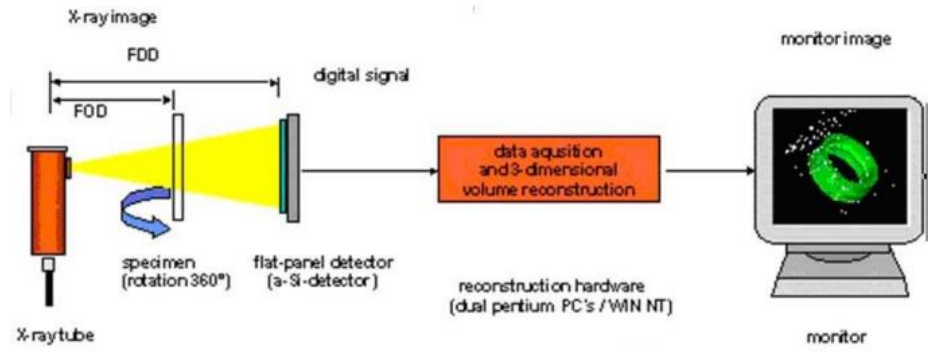 X-ray image
FDD
FOD
digital signal
monitor image
data aqusition
and 3-dimensional
volume reconstruction
specimen
(rotation 360°)
flat-panel detector
(a-Si-detector)
reconstruction hardware
(dual pentium PC's / WIN NT)
X-ray tube
monitor